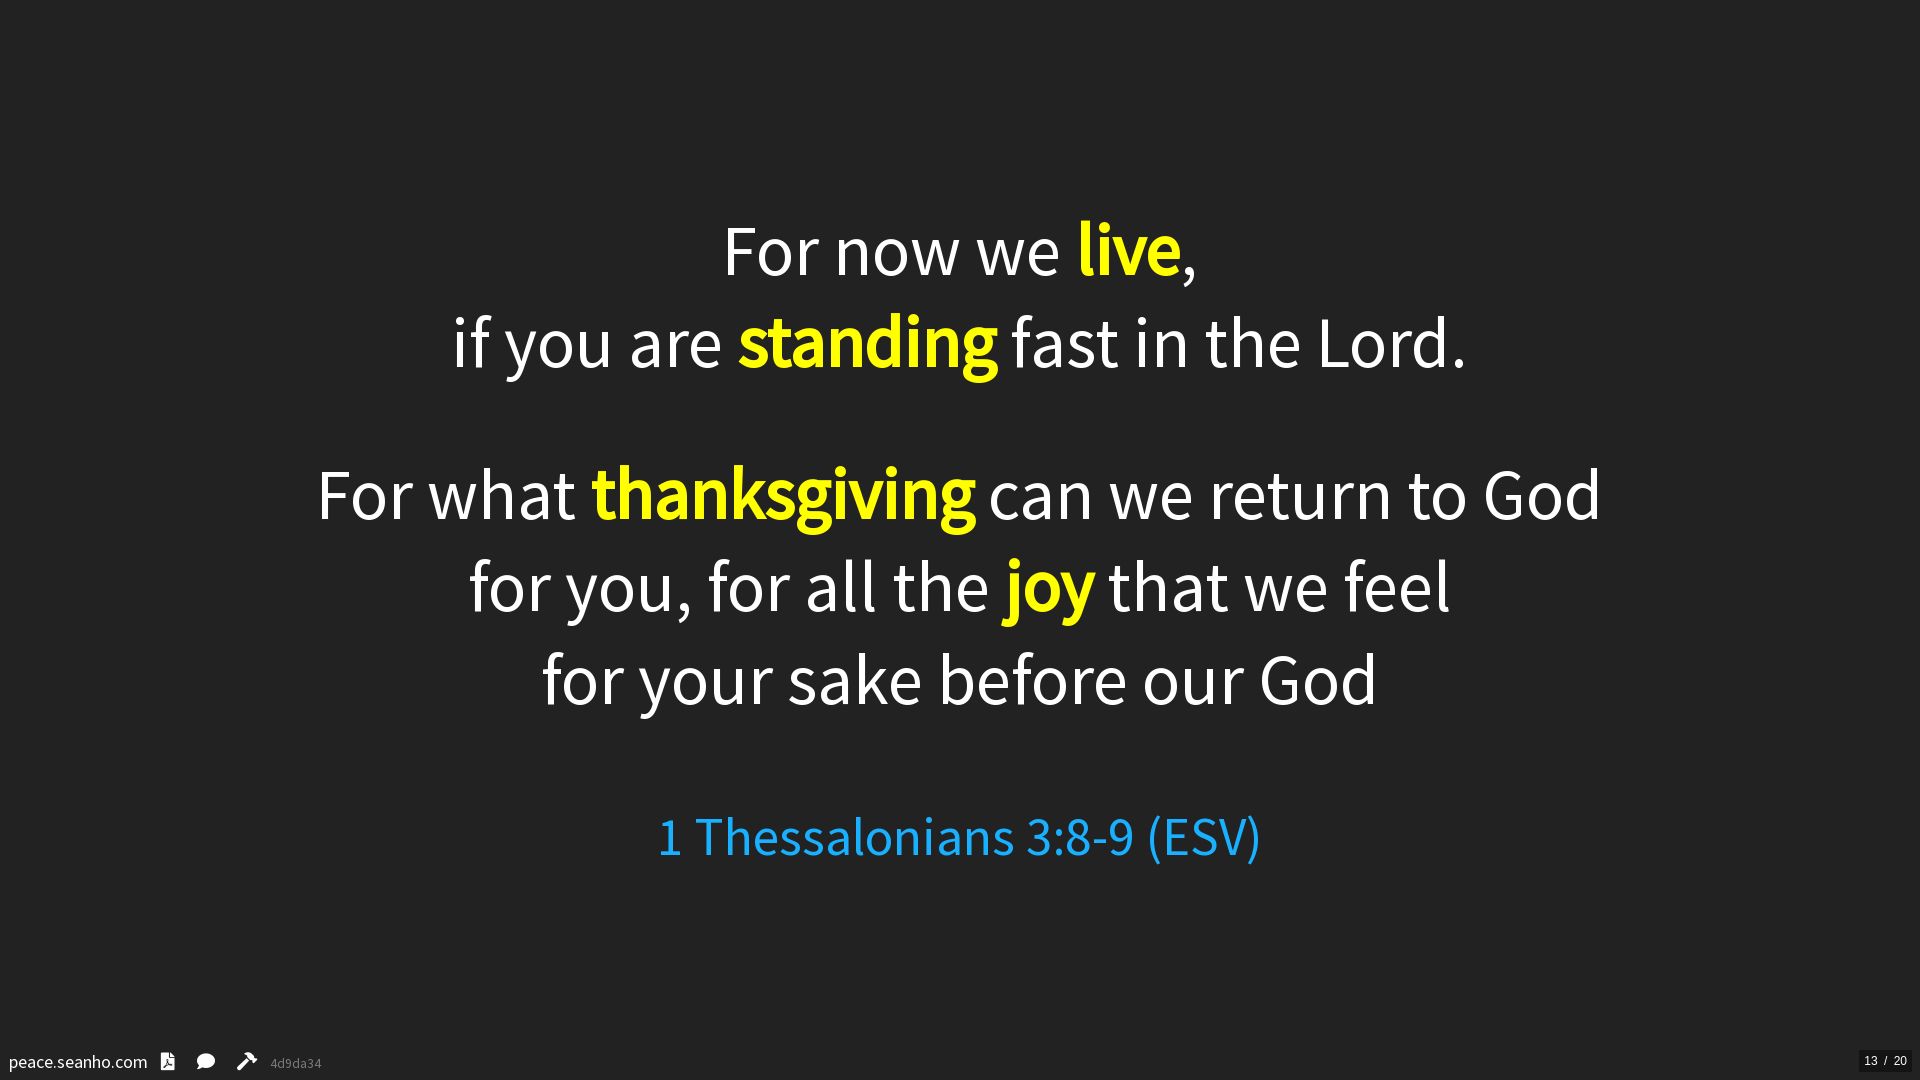 For now we live,
if you are standing fast in the Lord.
For what thanksgiving can we return to God
for you, for all the joy that we feel
for your sake before our God
1 Thessalonians 3:8-9 (ESV)
peace.seanho.com 4d9da34
13 / 20